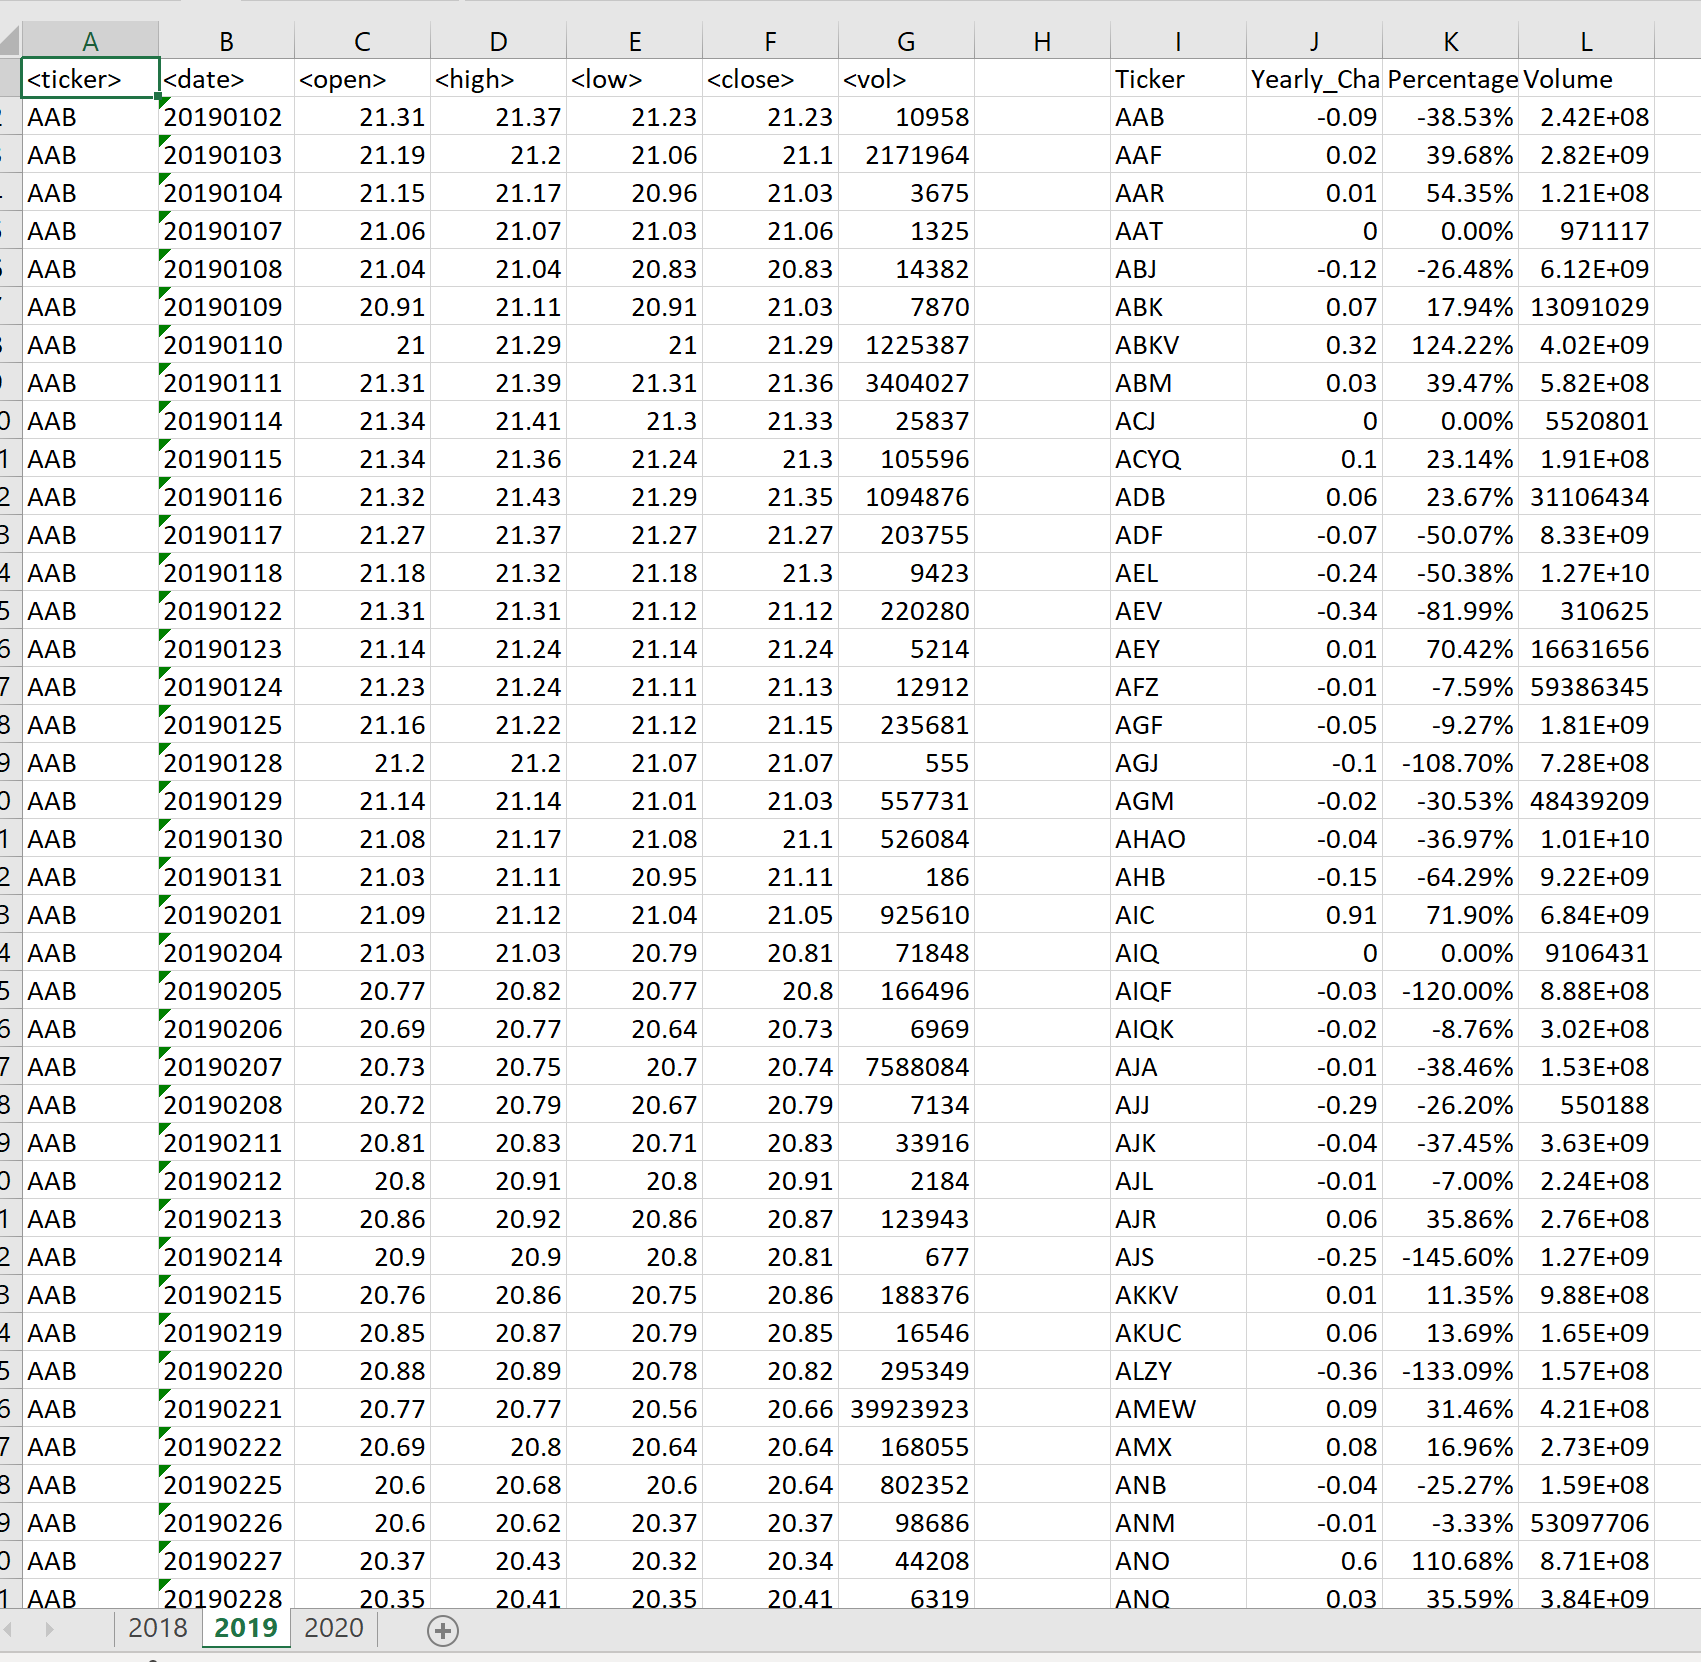 A B C D E F G H I J K L
<ticker> <date> <open> <high> <low> <close> <vol> Ticker Yearly_Cha Percentage Volume
AAB 20190102 21.31 21.37 21.23 21.23 10958 AAB -0.09 -38.53% 2.42E+08
AAB 20190103 21.19 21.2 21.06 21.1 2171964 AAF 0.02 39.68% 2.82E+09
AAB 20190104 21.15 21.17 20.96 21.03 3675 AAR 0.01 54.35% 1.21E+08
AAB 20190107 21.06 21.07 21.03 21.06 1325 AAT 0 0.00% 971117
AAB 20190108 21.04 21.04 20.83 20.83 14382 ABJ -0.12 -26.48% 6.12E+09
AAB 20190109 20.91 21.11 20.91 21.03 7870 ABK 0.07 17.94% 13091029
AAB 20190110 21 21.29 21 21.29 1225387 ABKV 0.32 124.22% 4.02E+09
AAB 20190111 21.31 21.39 21.31 21.36 3404027 ABM 0.03 39.47% 5.82E+08
AAB 20190114 21.34 21.41 21.3 21.33 25837 ACJ 0 0.00% 5520801
AAB 20190115 21.34 21.36 21.24 21.3 105596 ACYQ 0.1 23.14% 1.91E+08
AAB 20190116 21.32 21.43 21.29 21.35 1094876 ADB 0.06 23.67% 31106434
AAB 20190117 21.27 21.37 21.27 21.27 203755 ADF -0.07 -50.07% 8.33E+09
AAB 20190118 21.18 21.32 21.18 21.3 9423 AEL -0.24 -50.38% 1.27E+10
AAB 20190122 21.31 21.31 21.12 21.12 220280 AEV -0.34 -81.99% 310625
AAB 20190123 21.14 21.24 21.14 21.24 5214 AEY 0.01 70.42% 16631656
AAB 20190124 21.23 21.24 21.11 21.13 12912 AFZ -0.01 -7.59% 59386345
AAB 20190125 21.16 21.22 21.12 21.15 235681 AGF -0.05 -9.27% 1.81E+09
AAB 20190128 21.2 21.2 21.07 21.07 555 AGJ -0.1 -108.70% 7.28E+08
AAB 20190129 21.14 21.14 21.01 21.03 557731 AGM -0.02 -30.53% 48439209
AAB 20190130 21.08 21.17 21.08 21.1 526084 AHAO -0.04 -36.97% 1.01E+10
AAB 20190131 21.03 21.11 20.95 21.11 186 AHB -0.15 -64.29% 9.22E+09
AAB 20190201 21.09 21.12 21.04 21.05 925610 AIC 0.91 71.90% 6.84E+09
AAB 20190204 21.03 21.03 20.79 20.81 71848 AIQ 0 0.00% 9106431
AAB 20190205 20.77 20.82 20.77 20.8 166496 AIQF -0.03 -120.00% 8.88E+08
AAB 20190206 20.69 20.77 20.64 20.73 6969 AIQK -0.02 -8.76% 3.02E+08
AAB 20190207 20.73 20.75 20.7 20.74 7588084 AJA -0.01 -38.46% 1.53E+08
AAB 20190208 20.72 20.79 20.67 20.79 7134 AJJ -0.29 -26.20% 550188
AAB 20190211 20.81 20.83 20.71 20.83 33916 AJK -0.04 -37.45% 3.63E+09
AAB 20190212 20.8 20.91 20.8 20.91 2184 AJL -0.01 -7.00% 2.24E+08
AAB 20190213 20.86 20.92 20.86 20.87 123943 AJR 0.06 35.86% 2.76E+08
AAB 20190214 20.9 20.9 20.8 20.81 677 AJS -0.25 -145.60% 1.27E+09
AAB 20190215 20.76 20.86 20.75 20.86 188376 AKKV 0.01 11.35% 9.88E+08
AAB 20190219 20.85 20.87 20.79 20.85 16546 AKUC 0.06 13.69% 1.65E+09
AAB 20190220 20.88 20.89 20.78 20.82 295349 ALZY -0.36 -133.09% 1.57E+08
AAB 20190221 20.77 20.77 20.56 20.66 39923923 AMEW 0.09 31.46% 4.21E+08
AAB 20190222 20.69 20.8 20.64 20.64 168055 AMX 0.08 16.96% 2.73E+09
AAB 20190225 20.6 20.68 20.6 20.64 802352 ANB -0.04 -25.27% 1.59E+08
AAB 20190226 20.6 20.62 20.37 20.37 98686 ANM -0.01 -3.33% 53097706
AAB 20190227 20.37 20.43 20.32 20.34 44208 ANO 0.6 110.68% 8.71E+08
AAB 20190228 20.35 20.41 20.35 20.41 6319 ANQ 0.03 35.59% 3.84E+09
2018 2019 2020